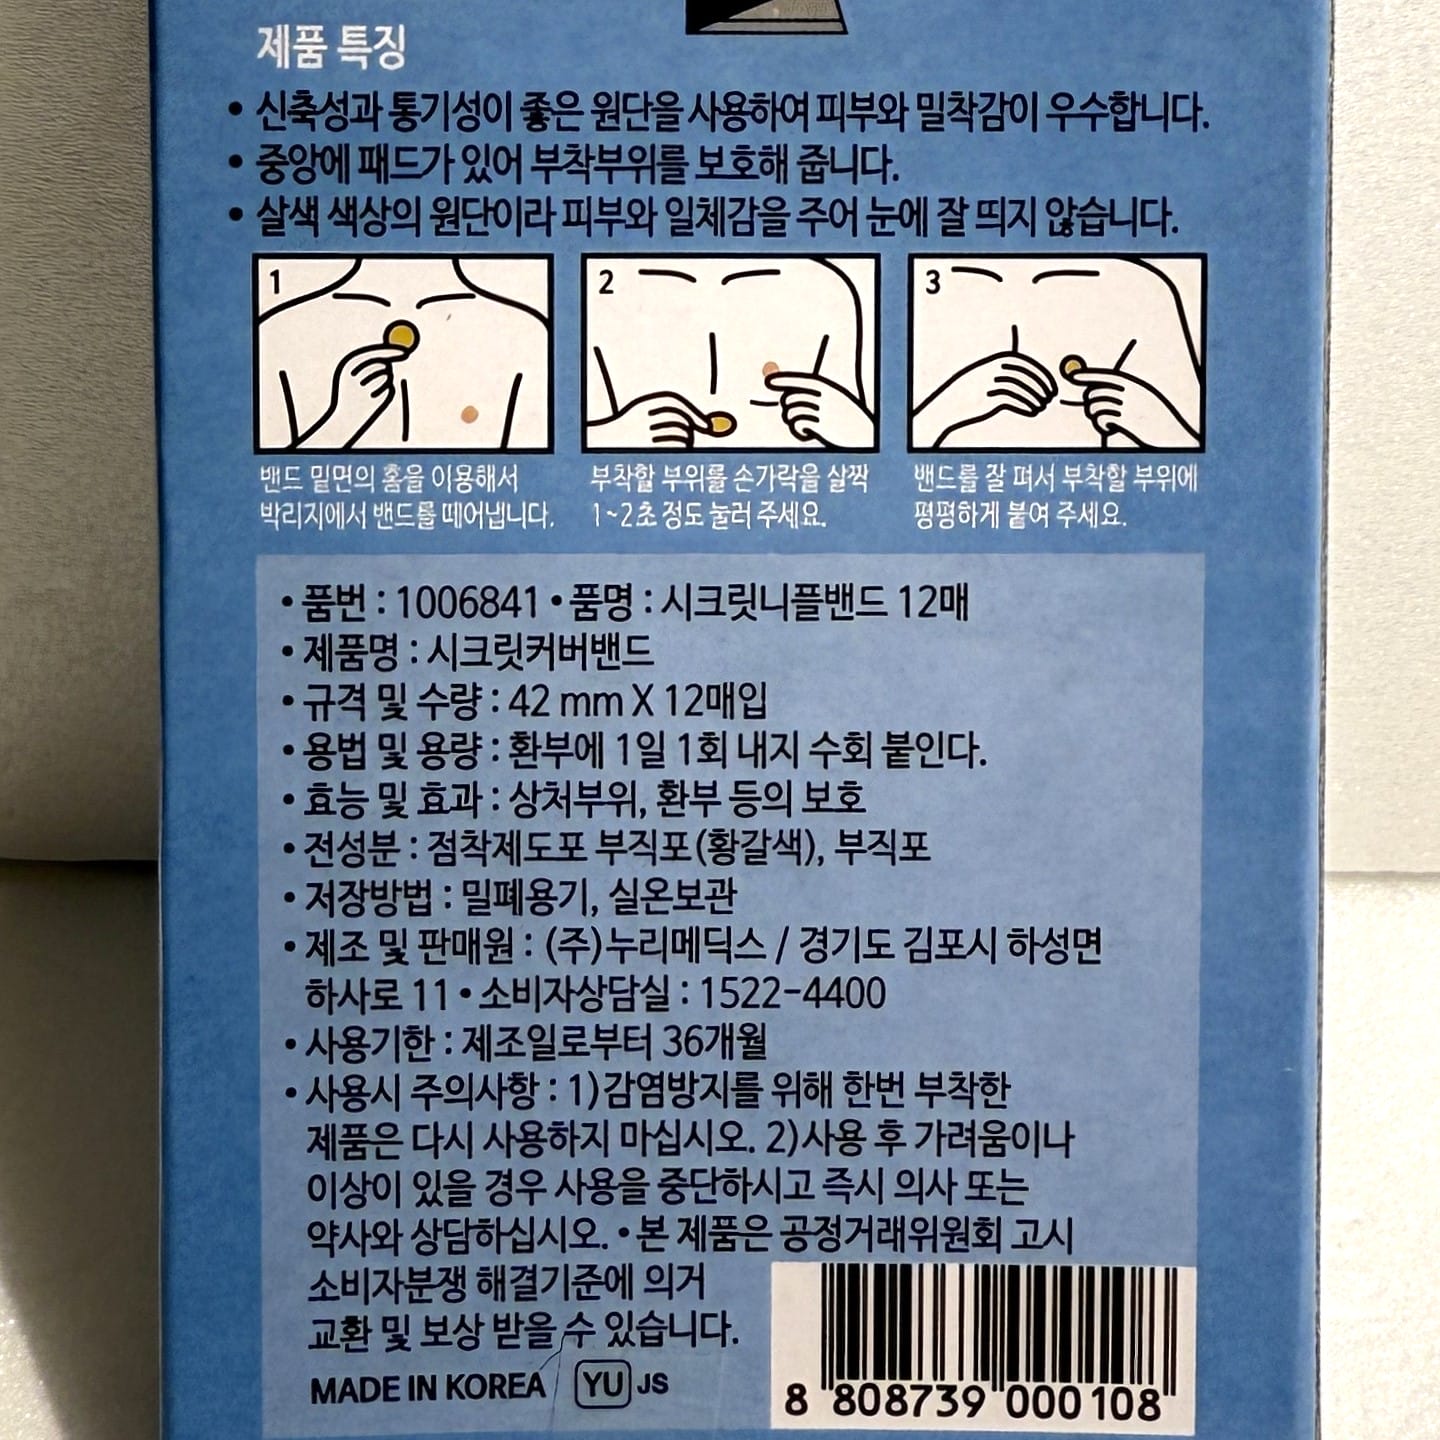 제품 특징
• 신축성과 통기성이 좋은 원단을 사용하여 피부와 밀착감이 우수합니다.
• 중앙에 패드가 있어 부착부위를 보호해 줍니다.
• 살색 색상의 원단이라 피부와 일체감을 주어 눈에 잘 띄지 않습니다.
1
2
3
밴드 밑면의 홈을 이용해서
박리지에서 밴드를 떼어냅니다.
부착할 부위를 손가락을 살짝
1~2초 정도 눌러 주세요.
밴드를 잘 펴서 부착할 부위에
평평하게 붙여 주세요.
• 품번 : 1006841 • 품명 : 시크릿니플밴드 12매
• 제품명 : 시크릿커버밴드
• 규격 및 수량 : 42 mm X 12매입
• 용법 및 용량 : 환부에 1일 1회 내지 수회 붙인다.
• 효능 및 효과 : 상처부위, 환부 등의 보호
• 전성분 : 점착제도포 부직포(황갈색), 부직포
• 저장방법 : 밀폐용기, 실온보관
• 제조 및 판매원 : (주)누리메딕스 / 경기도 김포시 하성면
하사로 11 • 소비자상담실 : 1522-4400
• 사용기한 : 제조일로부터 36개월
• 사용시 주의사항 : 1)감염방지를 위해 한번 부착한
제품은 다시 사용하지 마십시오. 2)사용 후 가려움이나
이상이 있을 경우 사용을 중단하시고 즉시 의사 또는
약사와 상담하십시오. • 본 제품은 공정거래위원회 고시
소비자분쟁 해결기준에 의거
교환 및 보상 받을 수 있습니다.
MADE IN KOREA YU JS
8 808739 000108